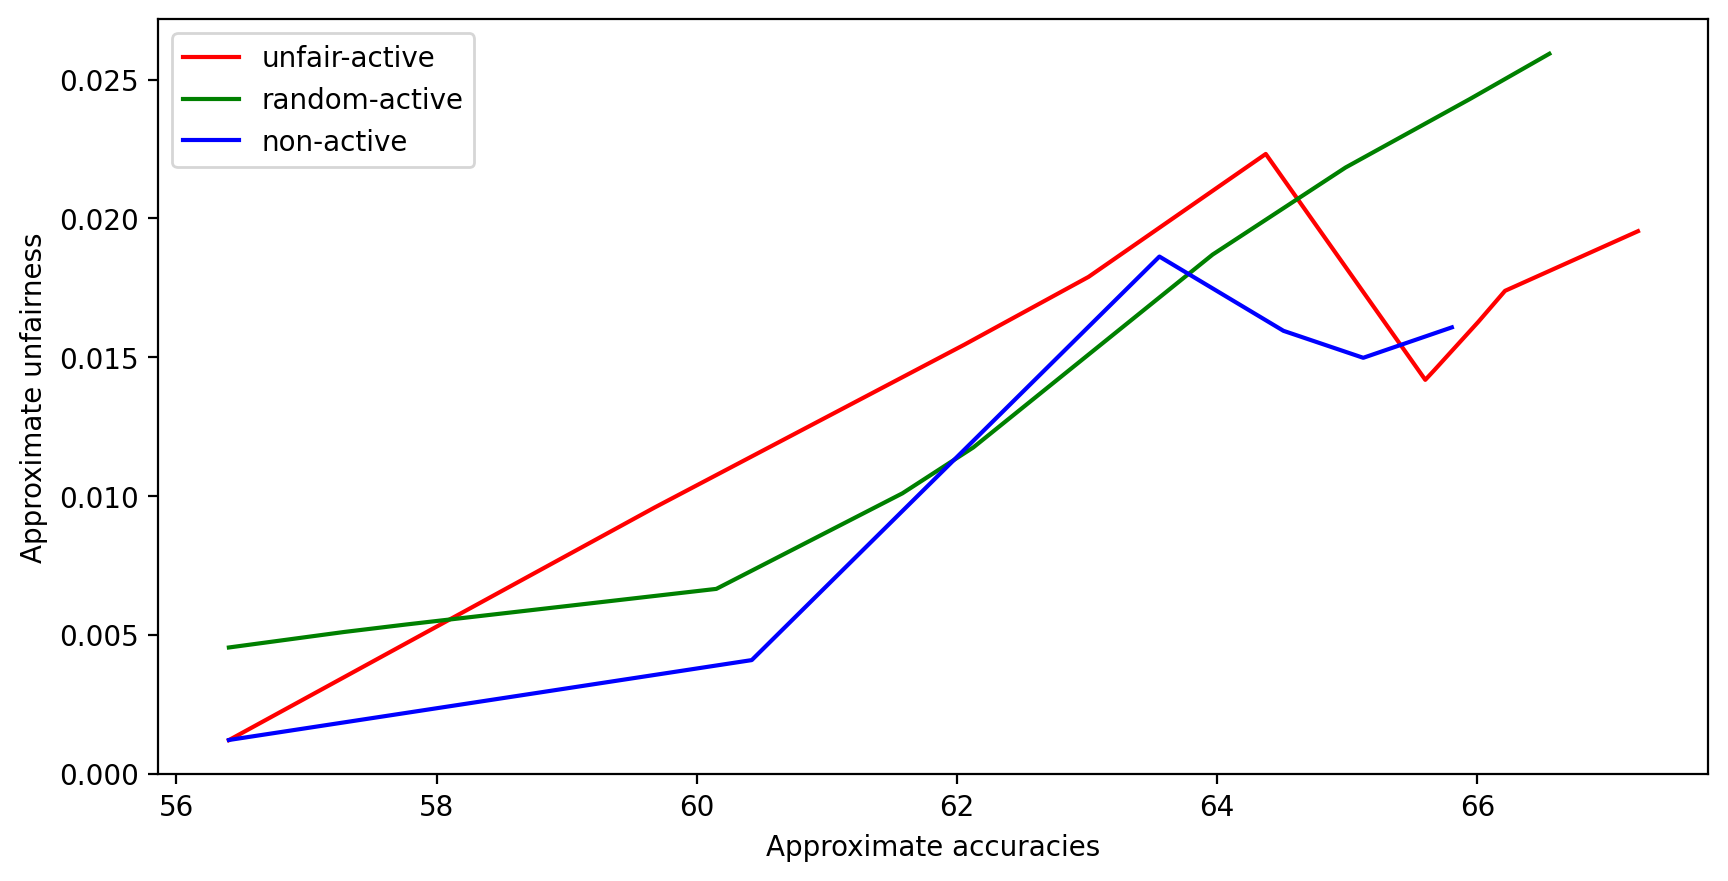 unfair-active
random-active
non-active
0.025
0.020
0.015
0.010
0.005
0.000
Approximate unfairness
56 58 60 62 64 66
Approximate accuracies